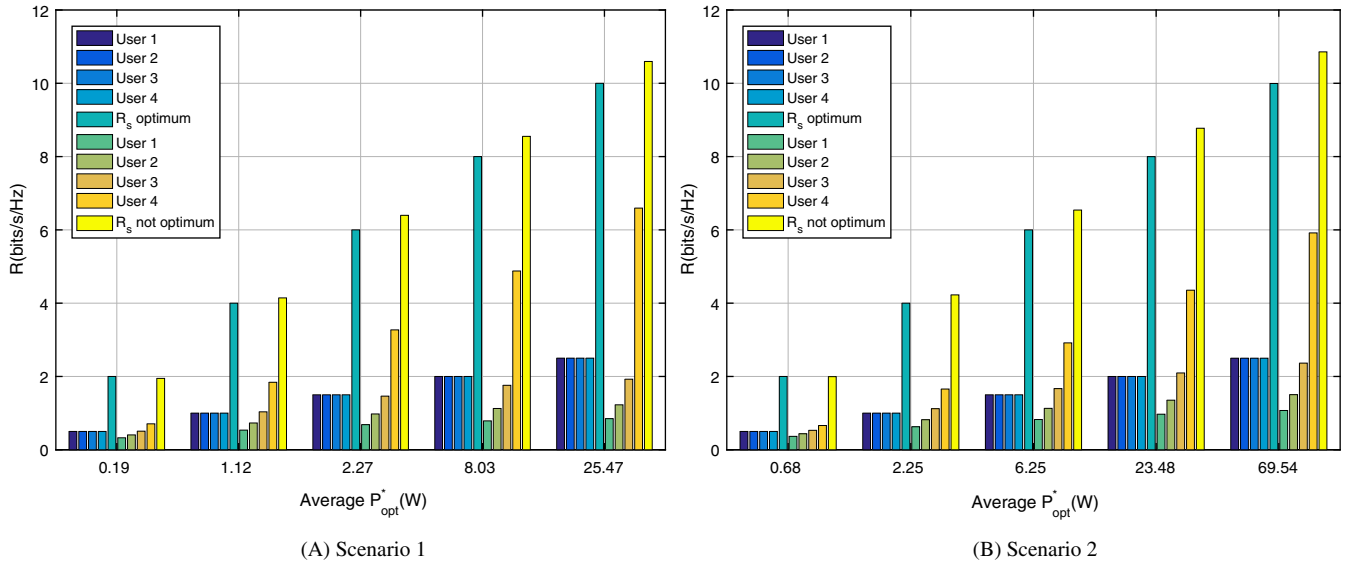 12
10
8
6
4
2
0
R(bits/s/Hz)
User 1
User 2
User 3
User 4
R_s optimum
User 1
User 2
User 3
User 4
R_s not optimum
0.19 1.12 2.27 8.03 25.47
Average P*_opt(W)
(A) Scenario 1
12
10
8
6
4
2
0
R(bits/s/Hz)
User 1
User 2
User 3
User 4
R_s optimum
User 1
User 2
User 3
User 4
R_s not optimum
0.68 2.25 6.25 23.48 69.54
Average P*_opt(W)
(B) Scenario 2